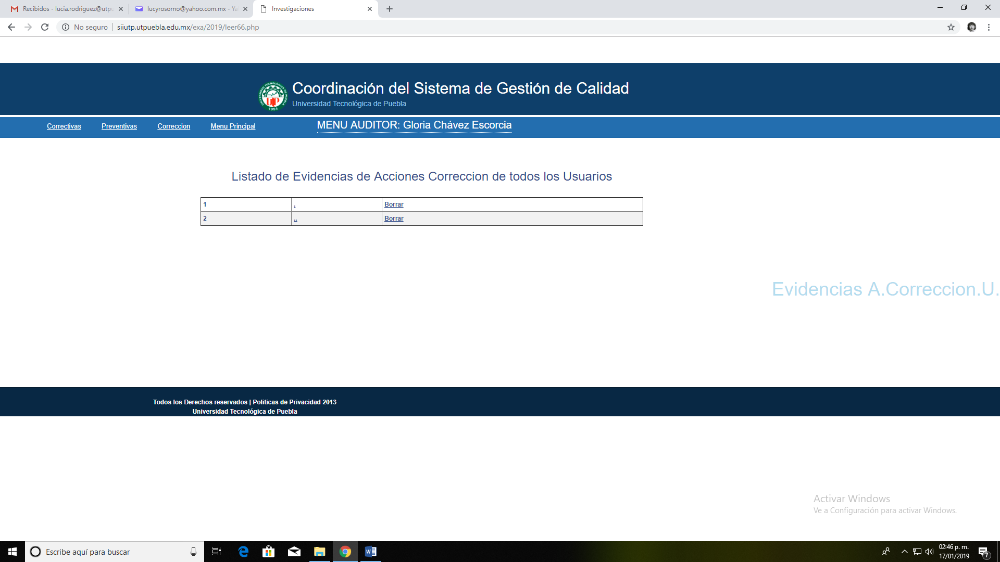 Recibidos - lucia.rodriguez@utpu
lucyrosorno@yahoo.com.mx - Ya
Investigaciones
No seguro
siiutp.utpuebla.edu.mx/exa/2019/leer66.php
Coordinación del Sistema de Gestión de Calidad
Universidad Tecnológica de Puebla
Correctivas Preventivas Correccion Menu Principal MENU AUDITOR: Gloria Chávez Escorcia
Listado de Evidencias de Acciones Correccion de todos los Usuarios
1 . Borrar
2 .. Borrar
Evidencias A.Correccion.U.
Todos los Derechos reservados | Politicas de Privacidad 2013
Universidad Tecnológica de Puebla
Activar Windows
Ve a Configuración para activar Windows.
Escribe aquí para buscar
02:46 p. m.
17/01/2019
7